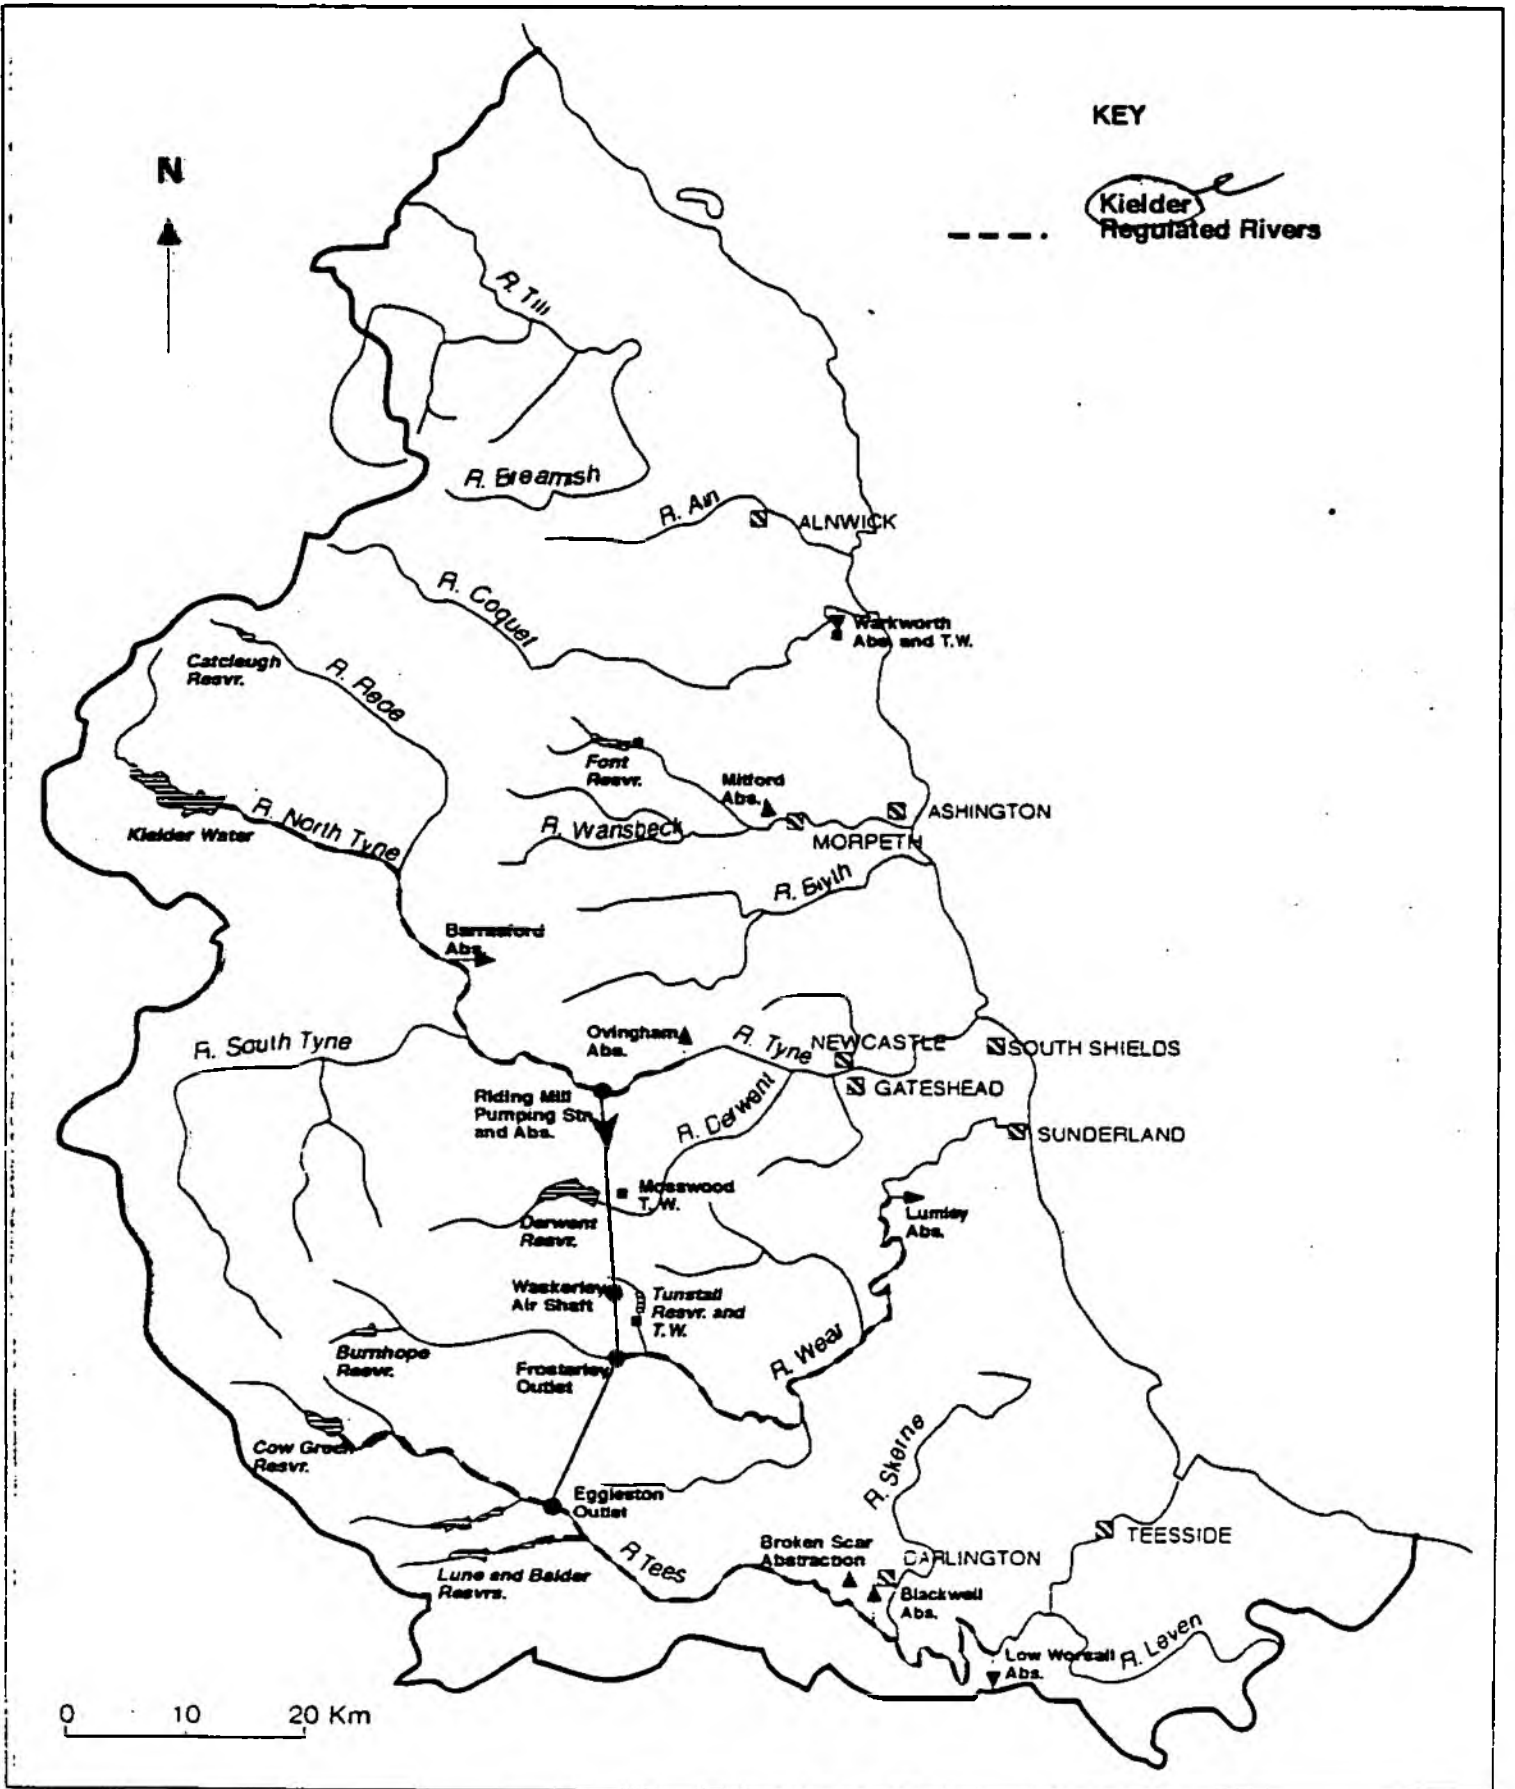 KEY
N
Kielder
Regulated Rivers
R. Till
R. Breamish
R. Aln
ALNWICK
R. Coquet
Warkworth
Abs. and T.W.
Catcleugh
Resvr.
R. Rede
Font
Resvr.
Mitford
Abs.
ASHINGTON
R. North Tyne
Kielder Water
R. Wansbeck
MORPETH
R. Blyth
Barrasford
Abs.
Ovingham
Abs.
R. Tyne
NEWCASTLE
R. South Tyne
SOUTH SHIELDS
GATESHEAD
Riding Mill
Pumping Stn.
and Abs.
R. Derwent
SUNDERLAND
Mosswood
T.W.
Derwent
Resvr.
Lumley
Abs.
Waskerley
Air Shaft
Tunstall
Resvr. and
T.W.
Burnhope
Resvr.
Frosterley
Outlet
R. Wear
Cow Green
Resvr.
R. Skerne
Eggleston
Outlet
TEESSIDE
Broken Scar
Abstraction
DARLINGTON
R Tees
Lune and Balder
Resvrs.
Blackwell
Abs.
Low Worsall
Abs.
R. Leven
0 10 20 Km